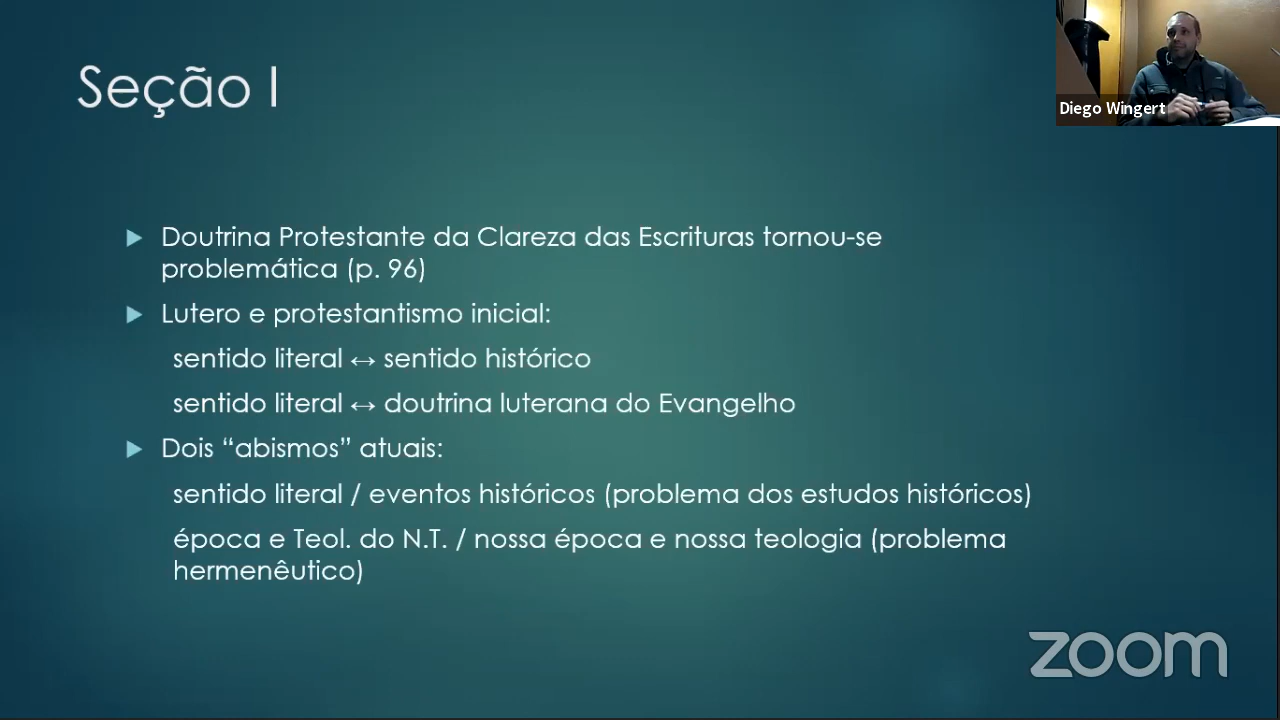 Seção I
Diego Wingert
Doutrina Protestante da Clareza das Escrituras tornou-se
problemática (p. 96)
Lutero e protestantismo inicial:
sentido literal ↔ sentido histórico
sentido literal ↔ doutrina luterana do Evangelho
Dois “abismos” atuais:
sentido literal / eventos históricos (problema dos estudos históricos)
época e Teol. do N.T. / nossa época e nossa teologia (problema
hermenêutico)
zoom